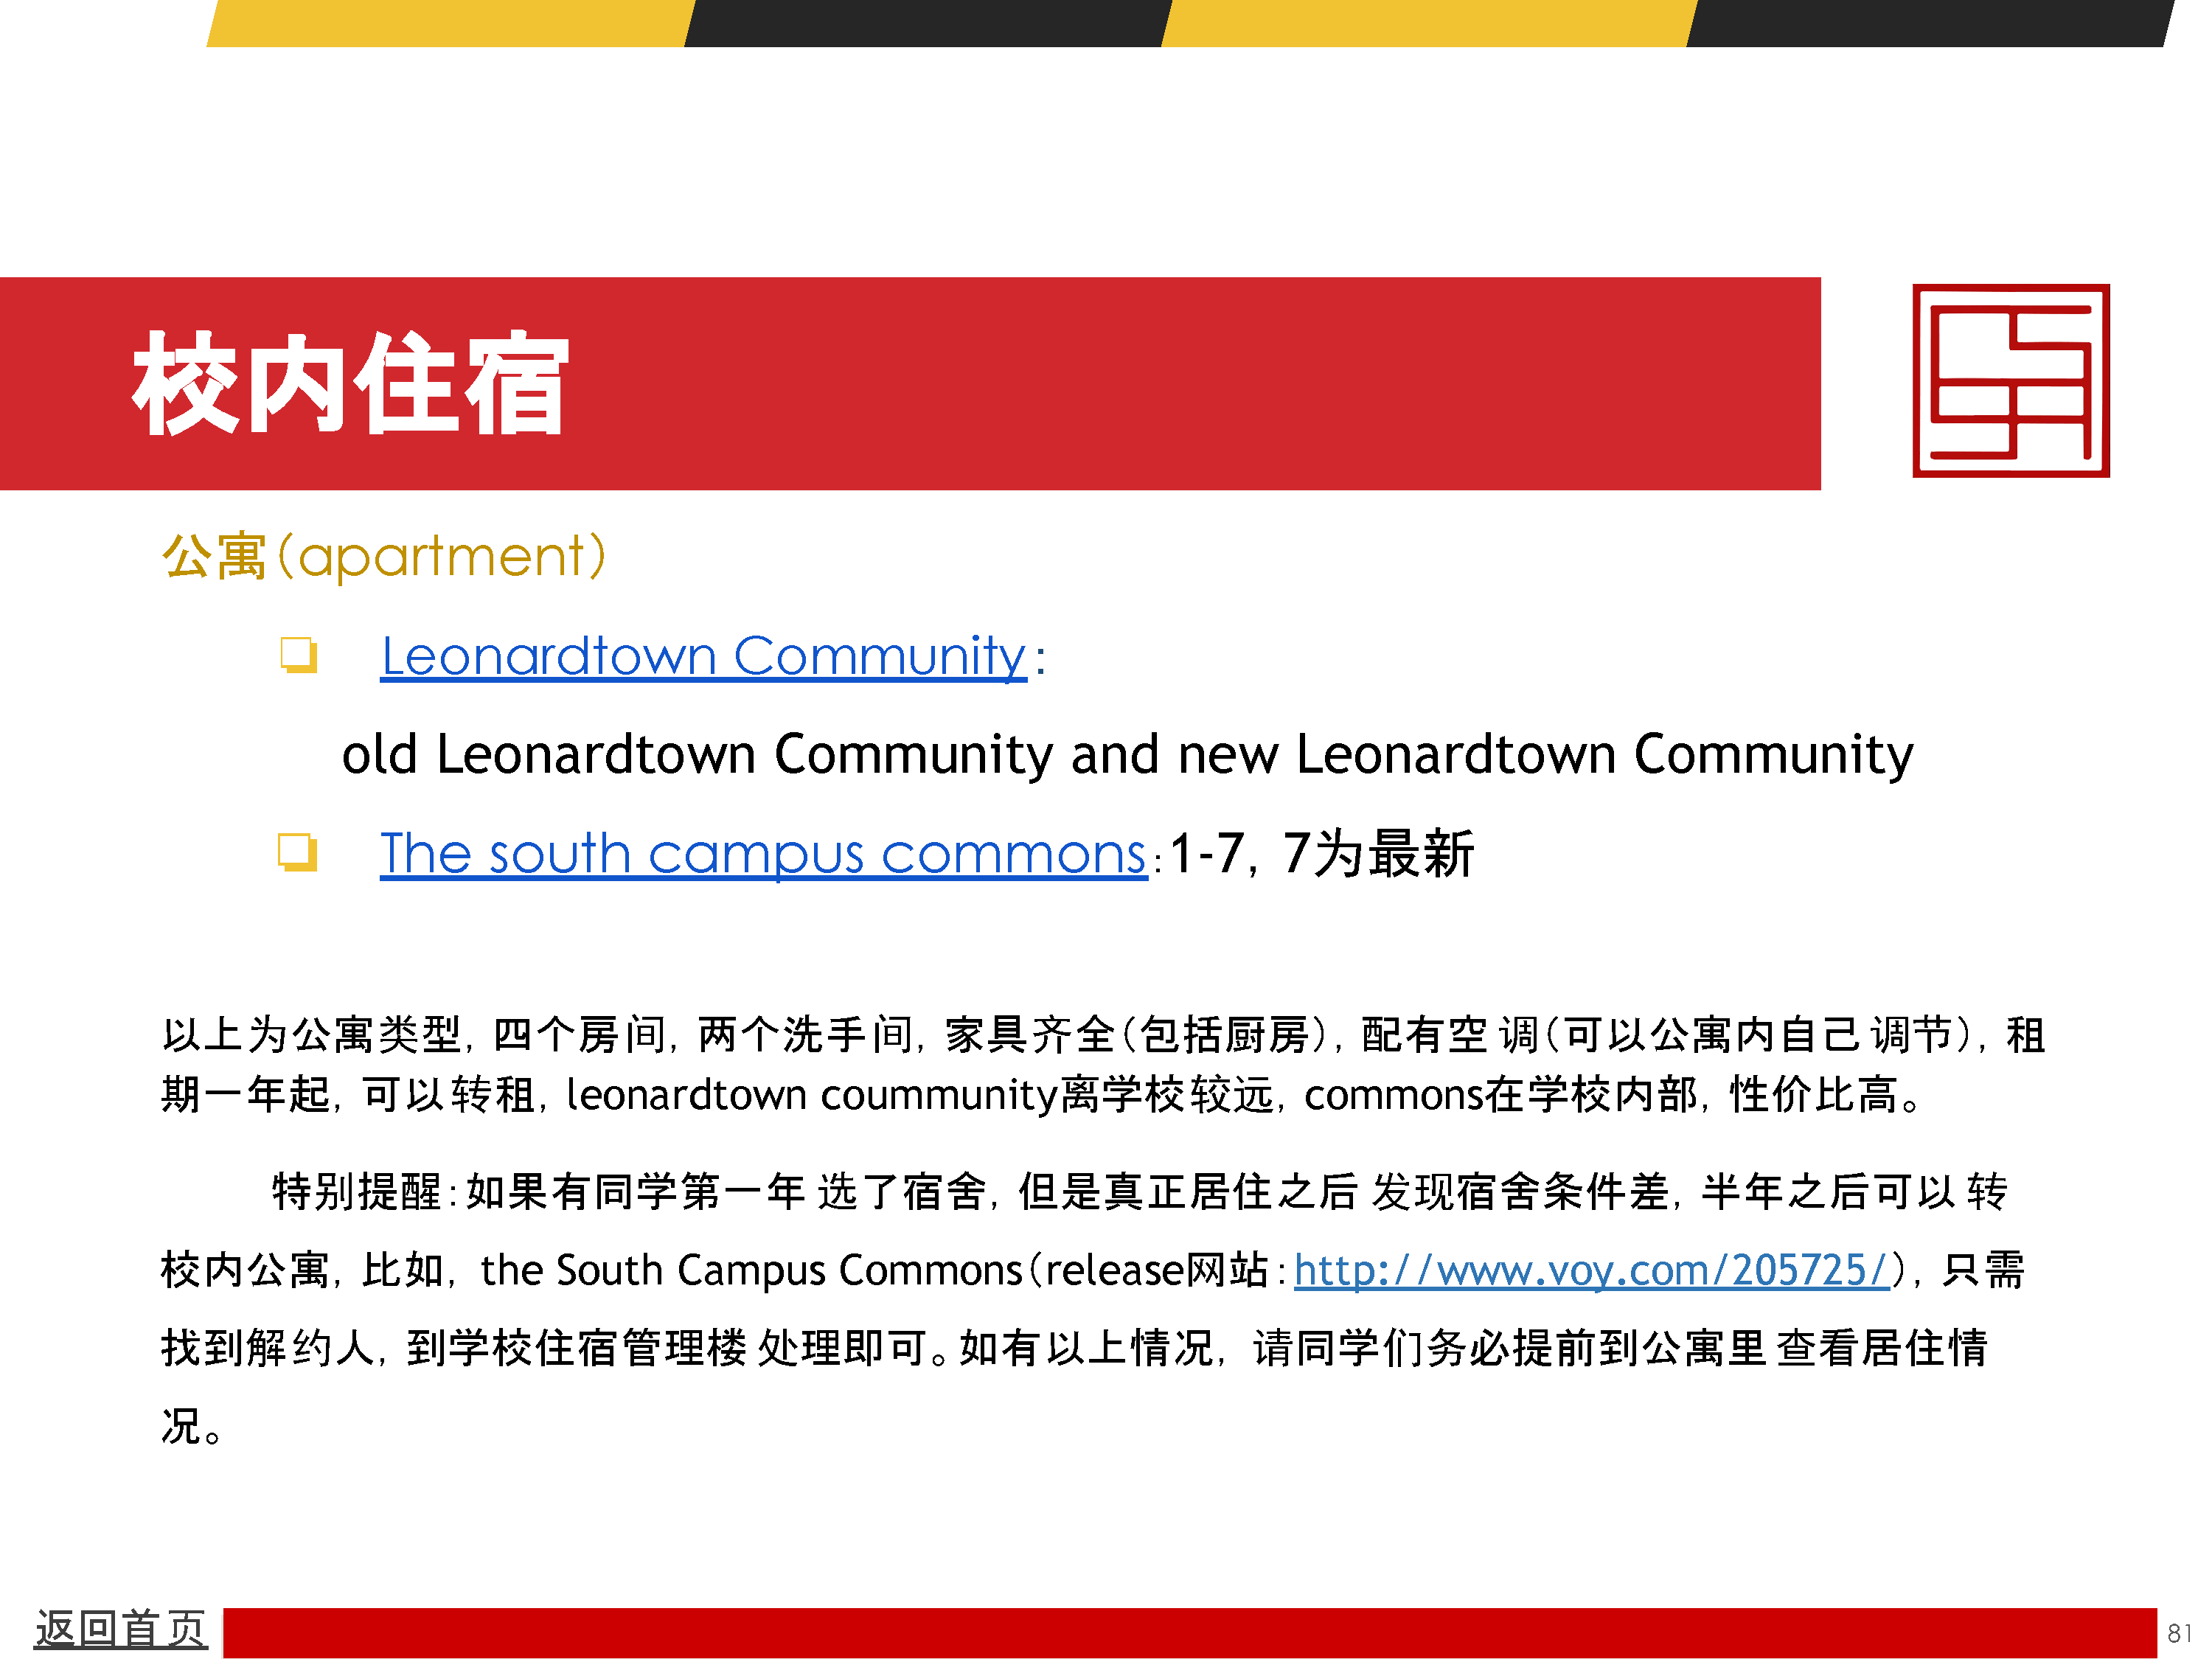 校内住宿
公寓（apartment）
❏ Leonardtown Community：
old Leonardtown Community and new Leonardtown Community
❏ The south campus commons：1-7，7为最新
以上为公寓类型，四个房间，两个洗手间，家具齐全（包括厨房），配有空 调（可以公寓内自己 调节），租
期一年起，可以转租，leonardtown coummunity离学校较远，commons在学校内部，性价比高。
特别提醒：如果有同学第一年 选了宿舍，但是真正居住之后 发现宿舍条件差，半年之后可以 转
校内公寓，比如，the South Campus Commons（release网站：http://www.voy.com/205725/），只需
找到解约人，到学校住宿管理楼 处理即可。如有以上情况，请同学们务必提前到公寓里 查看居住情
况。
返回首页
81